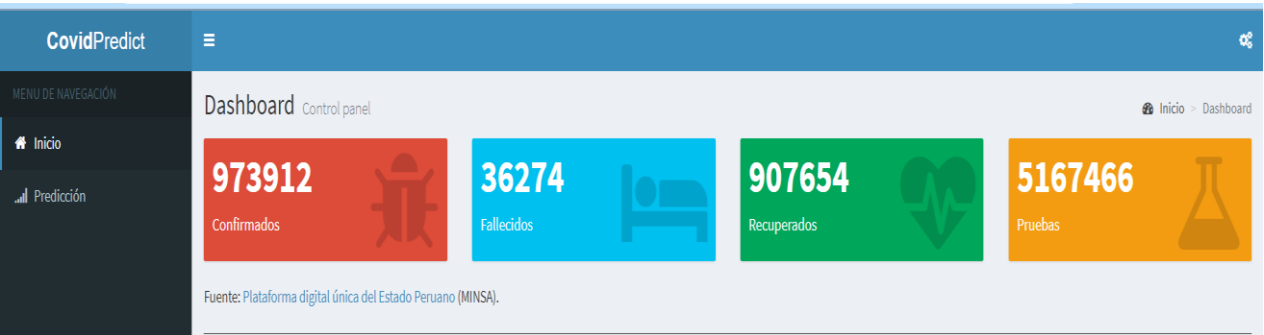 CovidPredict
MENU DE NAVEGACIÓN
Inicio
Predicción
Dashboard Control panel
Inicio > Dashboard
973912
Confirmados
36274
Fallecidos
907654
Recuperados
5167466
Pruebas
Fuente: Plataforma digital única del Estado Peruano (MINSA).